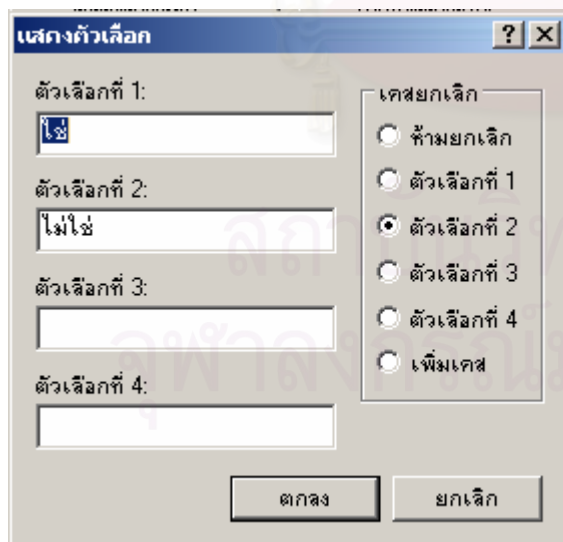 แสดงตัวเลือก
ตัวเลือกที่ 1:
ใช่
ตัวเลือกที่ 2:
ไม่ใช่
ตัวเลือกที่ 3:
ตัวเลือกที่ 4:
เคสยกเลิก
ห้ามยกเลิก
ตัวเลือกที่ 1
ตัวเลือกที่ 2
ตัวเลือกที่ 3
ตัวเลือกที่ 4
เพิ่มเคส
ตกลง
ยกเลิก